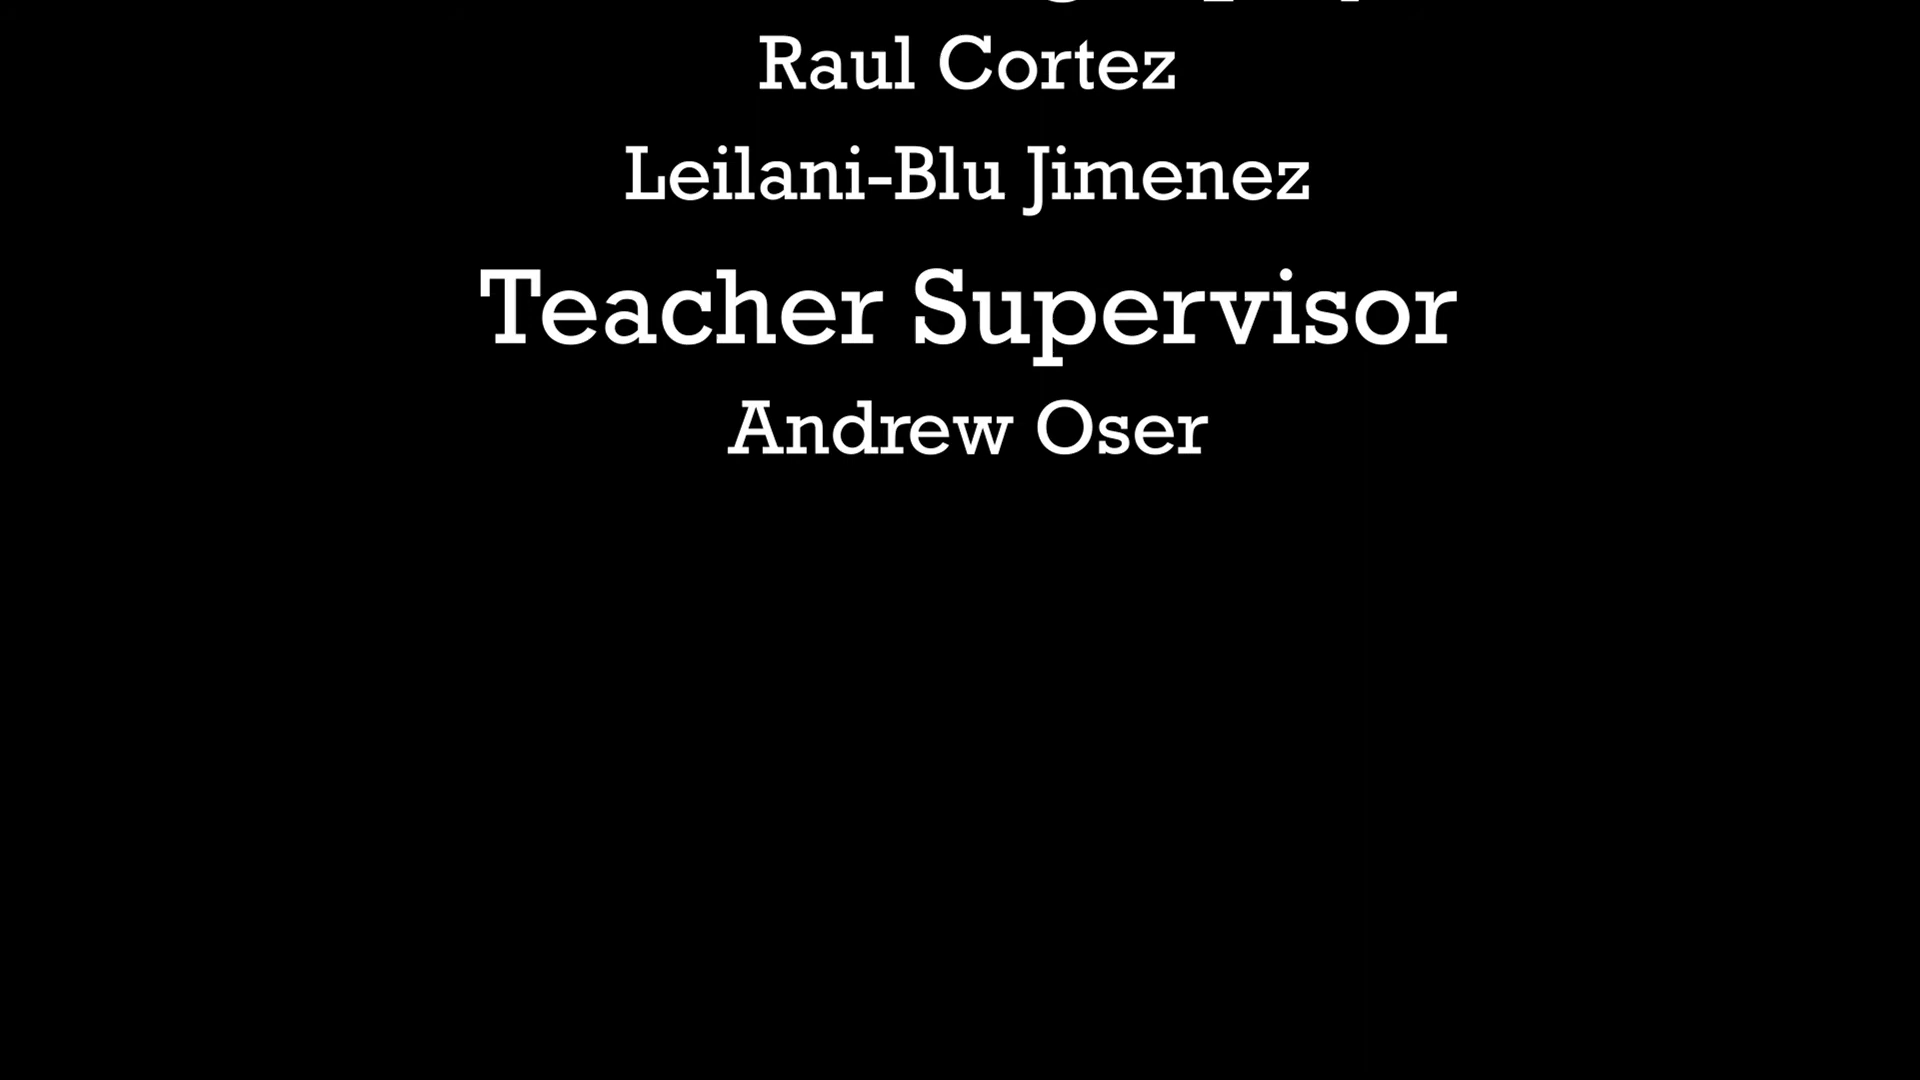 Raul Cortez
Leilani-Blu Jimenez
Teacher Supervisor
Andrew Oser